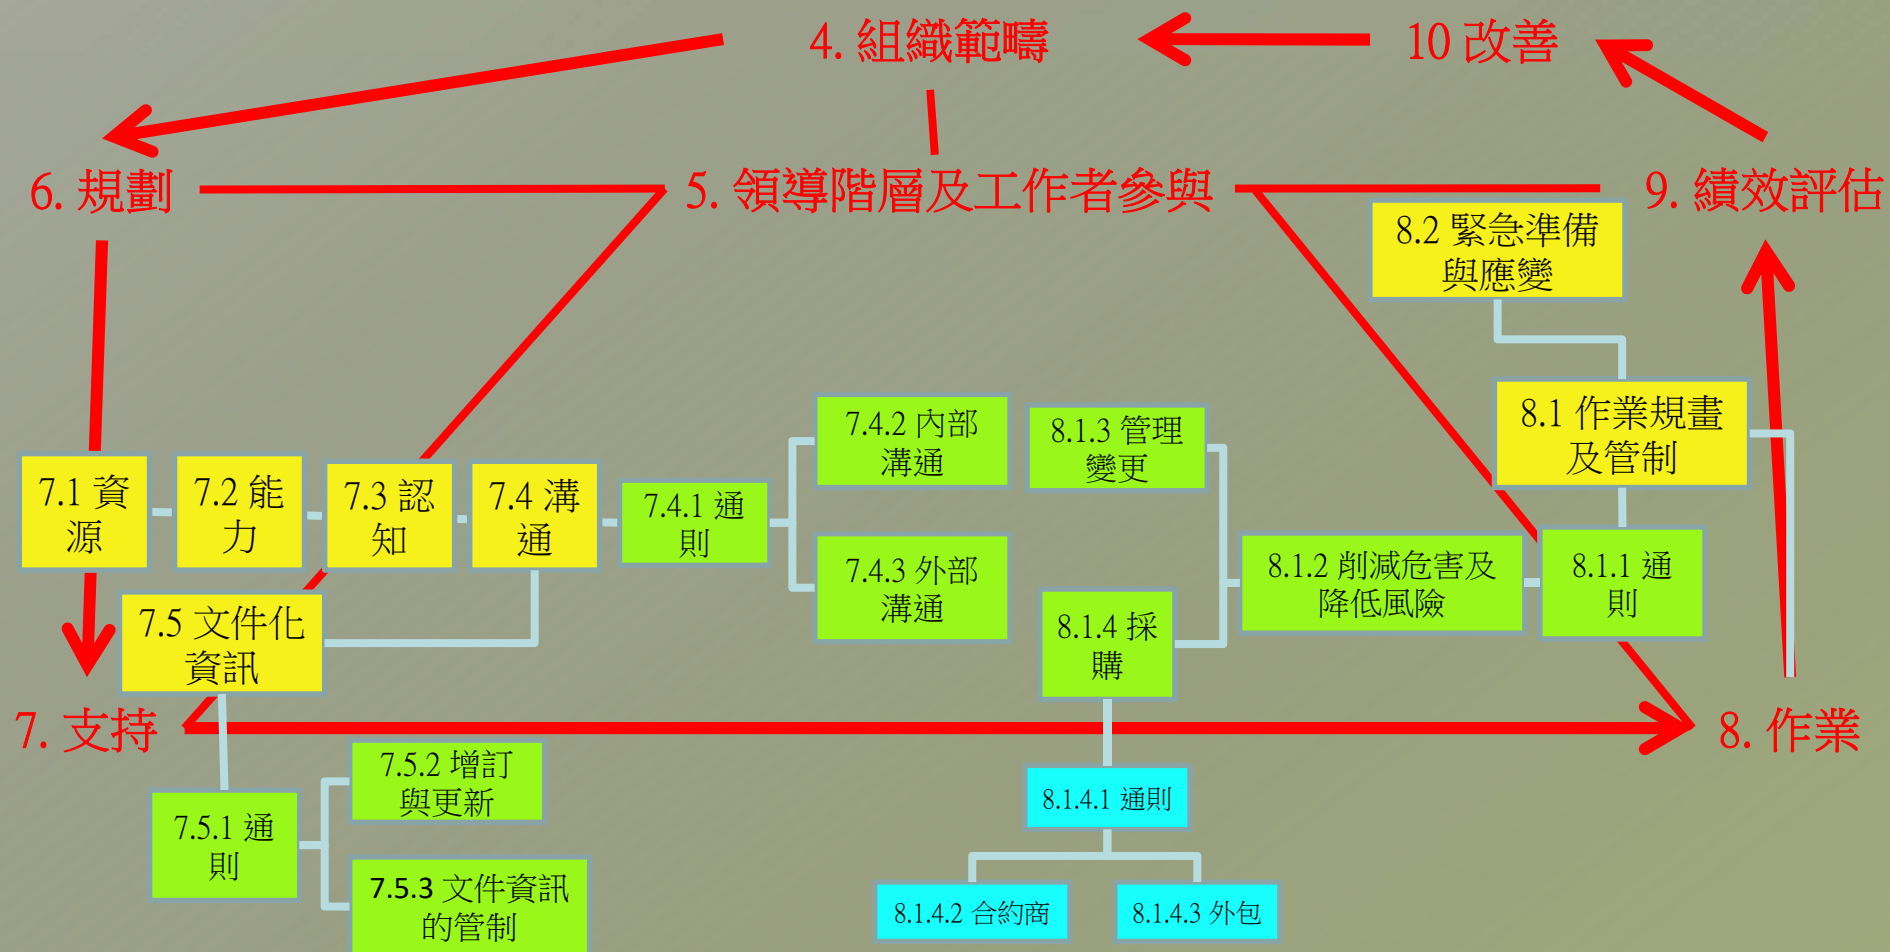 4. 組織範疇
10 改善
6. 規劃
5. 領導階層及工作者參與
9. 績效評估
8.2 緊急準備
與應變
8.1 作業規畫
及管制
7.1 資
源
7.2 能
力
7.3 認
知
7.4 溝
通
7.4.1 通
則
7.4.2 內部
溝通
7.4.3 外部
溝通
8.1.3 管理
變更
8.1.2 削減危害及
降低風險
8.1.1 通
則
8.1.4 採
購
7.5 文件化
資訊
7. 支持
8. 作業
7.5.1 通
則
7.5.2 增訂
與更新
7.5.3 文件資訊
的管制
8.1.4.1 通則
8.1.4.2 合約商
8.1.4.3 外包